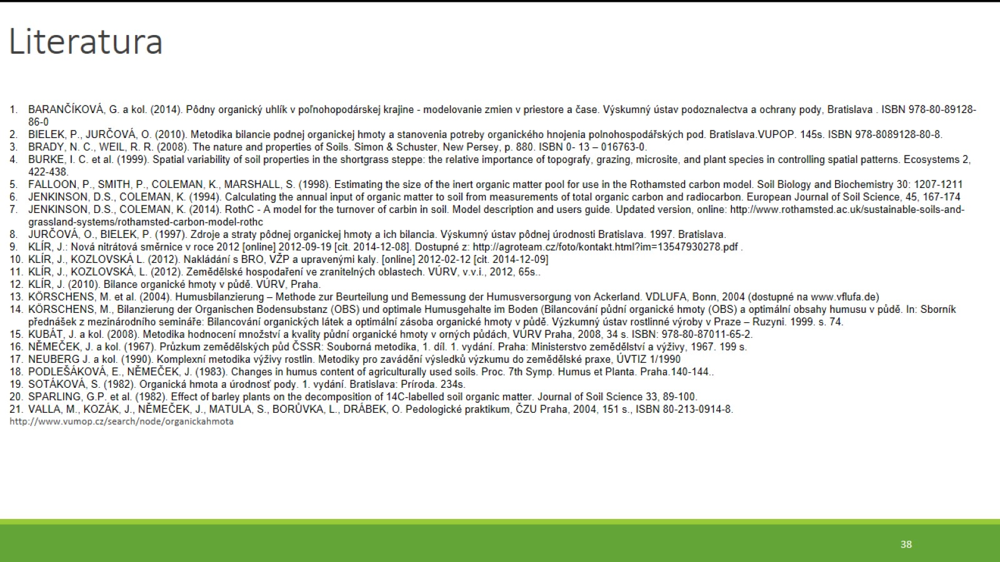 Literatura
1. BARANČÍKOVÁ, G. a kol. (2014). Pôdny organický uhlík v poľnohopodárskej krajine - modelovanie zmien v priestore a čase. Výskumný ústav podoznalectva a ochrany pody, Bratislava . ISBN 978-80-89128-
86-0
2. BIELEK, P., JURČOVÁ, O. (2010). Metodika bilancie podnej organickej hmoty a stanovenia potreby organického hnojenia polnohospodářských pod. Bratislava.VUPOP. 145s. ISBN 978-8089128-80-8.
3. BRADY, N. C., WEIL, R. R. (2008). The nature and properties of Soils. Simon & Schuster, New Persey, p. 880. ISBN 0- 13 – 016763-0.
4. BURKE, I. C. et al. (1999). Spatial variability of soil properties in the shortgrass steppe: the relative importance of topografy, grazing, microsite, and plant species in controlling spatial patterns. Ecosystems 2,
422-438.
5. FALLOON, P., SMITH, P., COLEMAN, K., MARSHALL, S. (1998). Estimating the size of the inert organic matter pool for use in the Rothamsted carbon model. Soil Biology and Biochemistry 30: 1207-1211
6. JENKINSON, D.S., COLEMAN, K. (1994). Calculating the annual input of organic matter to soil from measurements of total organic carbon and radiocarbon. European Journal of Soil Science, 45, 167-174
7. JENKINSON, D.S., COLEMAN, K. (2014). RothC - A model for the turnover of carbin in soil. Model description and users guide. Updated version, online: http://www.rothamsted.ac.uk/sustainable-soils-and-
grassland-systems/rothamsted-carbon-model-rothc
8. JURČOVÁ, O., BIELEK, P. (1997). Zdroje a straty pôdnej organickej hmoty a ich bilancia. Výskumný ústav pôdnej úrodnosti Bratislava. 1997. Bratislava.
9. KLÍR, J.: Nová nitrátová směrnice v roce 2012 [online] 2012-09-19 [cit. 2014-12-08]. Dostupné z: http://agroteam.cz/foto/kontakt.html?im=13547930278.pdf .
10. KLÍR, J., KOZLOVSKÁ L. (2012). Nakládání s BRO, VŽP a upravenými kaly. [online] 2012-02-12 [cit. 2014-12-09]
11. KLÍR, J., KOZLOVSKÁ, L. (2012). Zemědělské hospodaření ve zranitelných oblastech. VÚRV, v.v.i., 2012, 65s..
12. KLÍR, J. (2010). Bilance organické hmoty v půdě. VÚRV, Praha.
13. KÖRSCHENS, M. et al. (2004). Humusbilanzierung – Methode zur Beurteilung und Bemessung der Humusversorgung von Ackerland. VDLUFA, Bonn, 2004 (dostupné na www.vflufa.de)
14. KÖRSCHENS, M., Bilanzierung der Organischen Bodensubstanz (OBS) und optimale Humusgehalte im Boden (Bilancování půdní organické hmoty (OBS) a optimální obsahy humusu v půdě. In: Sborník
přednášek z mezinárodního semináře: Bilancování organických látek a optimální zásoba organické hmoty v půdě. Výzkumný ústav rostlinné výroby v Praze – Ruzyni. 1999. s. 74.
15. KUBÁT, J. a kol. (2008). Metodika hodnocení množství a kvality půdní organické hmoty v orných půdách, VÚRV Praha, 2008, 34 s. ISBN: 978-80-87011-65-2.
16. NĚMEČEK, J. a kol. (1967). Průzkum zemědělských půd ČSSR: Souborná metodika, 1. díl. 1. vydání. Praha: Ministerstvo zemědělství a výživy, 1967. 199 s.
17. NEUBERG J. a kol. (1990). Komplexní metodika výživy rostlin. Metodiky pro zavádění výsledků výzkumu do zemědělské praxe, ÚVTIZ 1/1990
18. PODLEŠÁKOVÁ, E., NĚMEČEK, J. (1983). Changes in humus content of agriculturally used soils. Proc. 7th Symp. Humus et Planta. Praha.140-144..
19. SOTÁKOVÁ, S. (1982). Organická hmota a úrodnosť pody. 1. vydání. Bratislava: Príroda. 234s.
20. SPARLING, G.P. et al. (1982). Effect of barley plants on the decomposition of 14C-labelled soil organic matter. Journal of Soil Science 33, 89-100.
21. VALLA, M., KOZÁK, J., NĚMEČEK, J., MATULA, S., BORŮVKA, L., DRÁBEK, O. Pedologické praktikum, ČZU Praha, 2004, 151 s., ISBN 80-213-0914-8.
http://www.vumop.cz/search/node/organickahmota
38